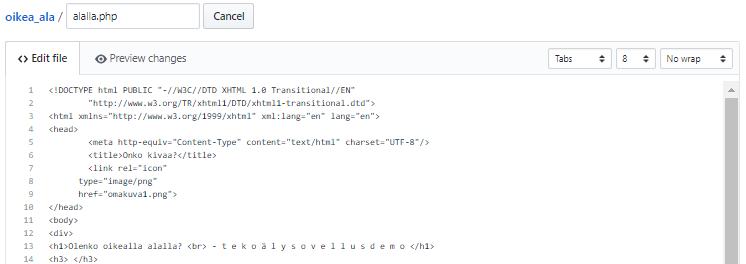 oikea_ala / alalla.php Cancel
<> Edit file Preview changes Tabs 8 No wrap
1 <!DOCTYPE html PUBLIC "-//W3C//DTD XHTML 1.0 Transitional//EN"
2 "http://www.w3.org/TR/xhtml1/DTD/xhtml1-transitional.dtd">
3 <html xmlns="http://www.w3.org/1999/xhtml" xml:lang="en" lang="en">
4 <head>
5 <meta http-equiv="Content-Type" content="text/html" charset="UTF-8"/>
6 <title>Onko kivaa?</title>
7 <link rel="icon"
8 type="image/png"
9 href="omakuva1.png">
10 </head>
11 <body>
12 <div>
13 <h1>Olenko oikealla alalla? <br> - t e k o ä l y s o v e l l u s d e m o </h1>
14 <h3> </h3>